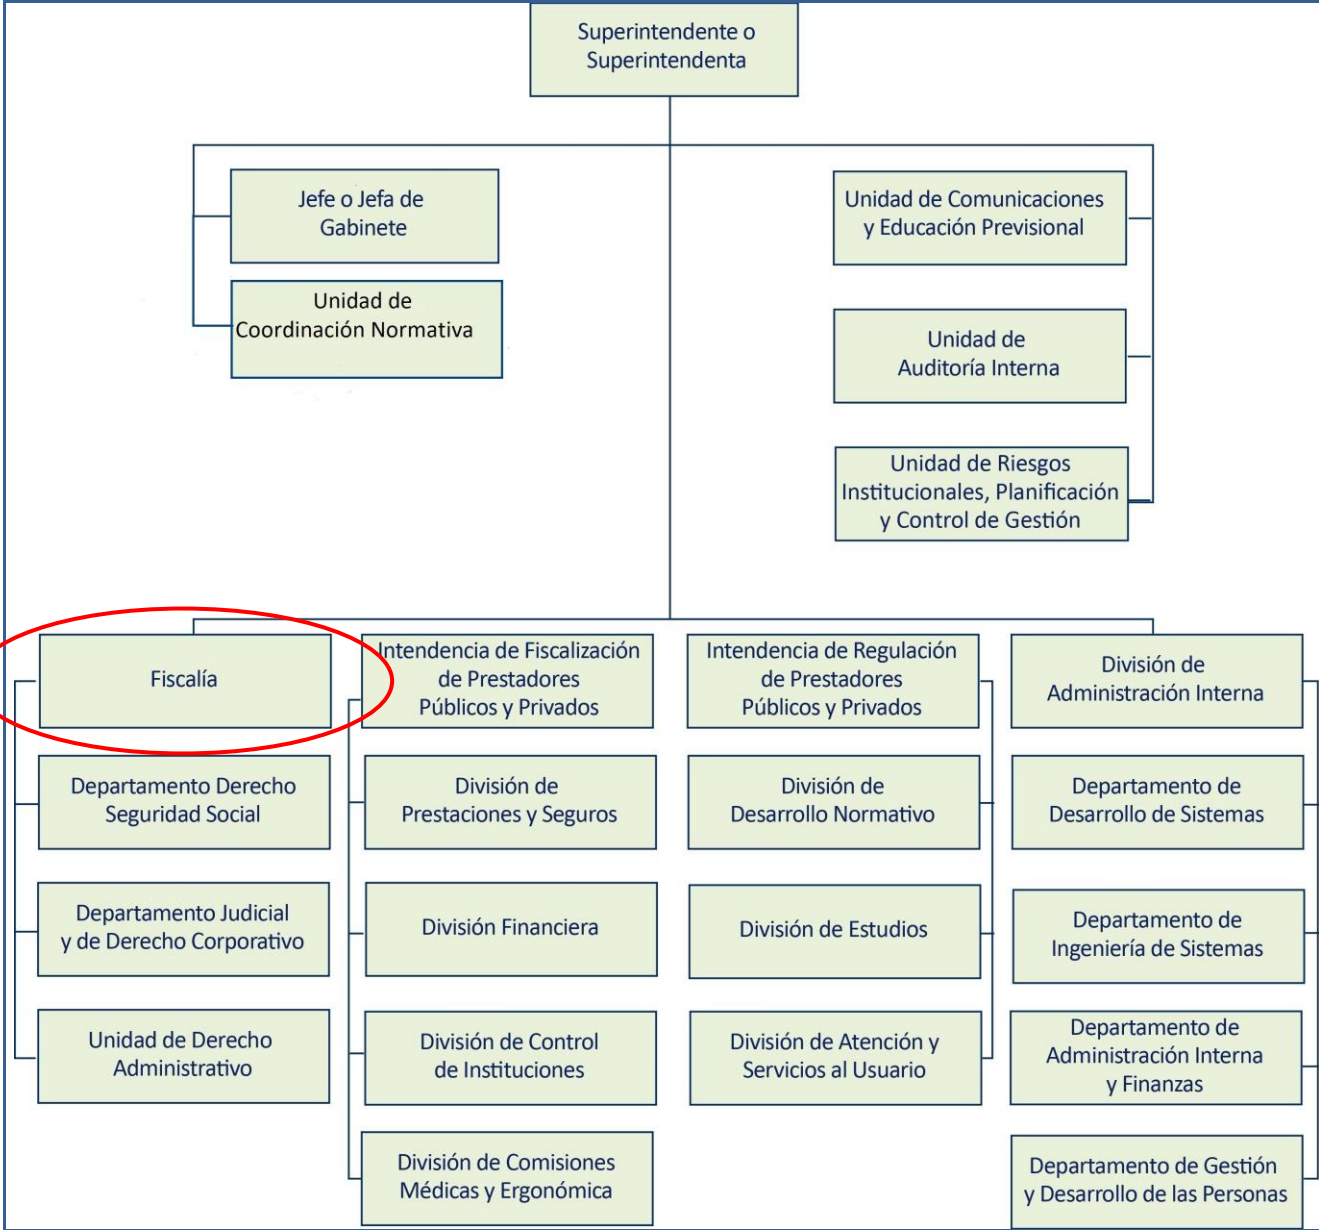 Superintendente o
Superintendenta
Jefe o Jefa de
Gabinete
Unidad de
Coordinación Normativa
Unidad de Comunicaciones
y Educación Previsional
Unidad de
Auditoría Interna
Unidad de Riesgos
Institucionales, Planificación
y Control de Gestión
Fiscalía
Departamento Derecho
Seguridad Social
Departamento Judicial
y de Derecho Corporativo
Unidad de Derecho
Administrativo
Intendencia de Fiscalización
de Prestadores
Públicos y Privados
División de
Prestaciones y Seguros
División Financiera
División de Control
de Instituciones
División de Comisiones
Médicas y Ergonómica
Intendencia de Regulación
de Prestadores
Públicos y Privados
División de
Desarrollo Normativo
División de Estudios
División de Atención y
Servicios al Usuario
División de
Administración Interna
Departamento de
Desarrollo de Sistemas
Departamento de
Ingeniería de Sistemas
Departamento de
Administración Interna
y Finanzas
Departamento de Gestión
y Desarrollo de las Personas